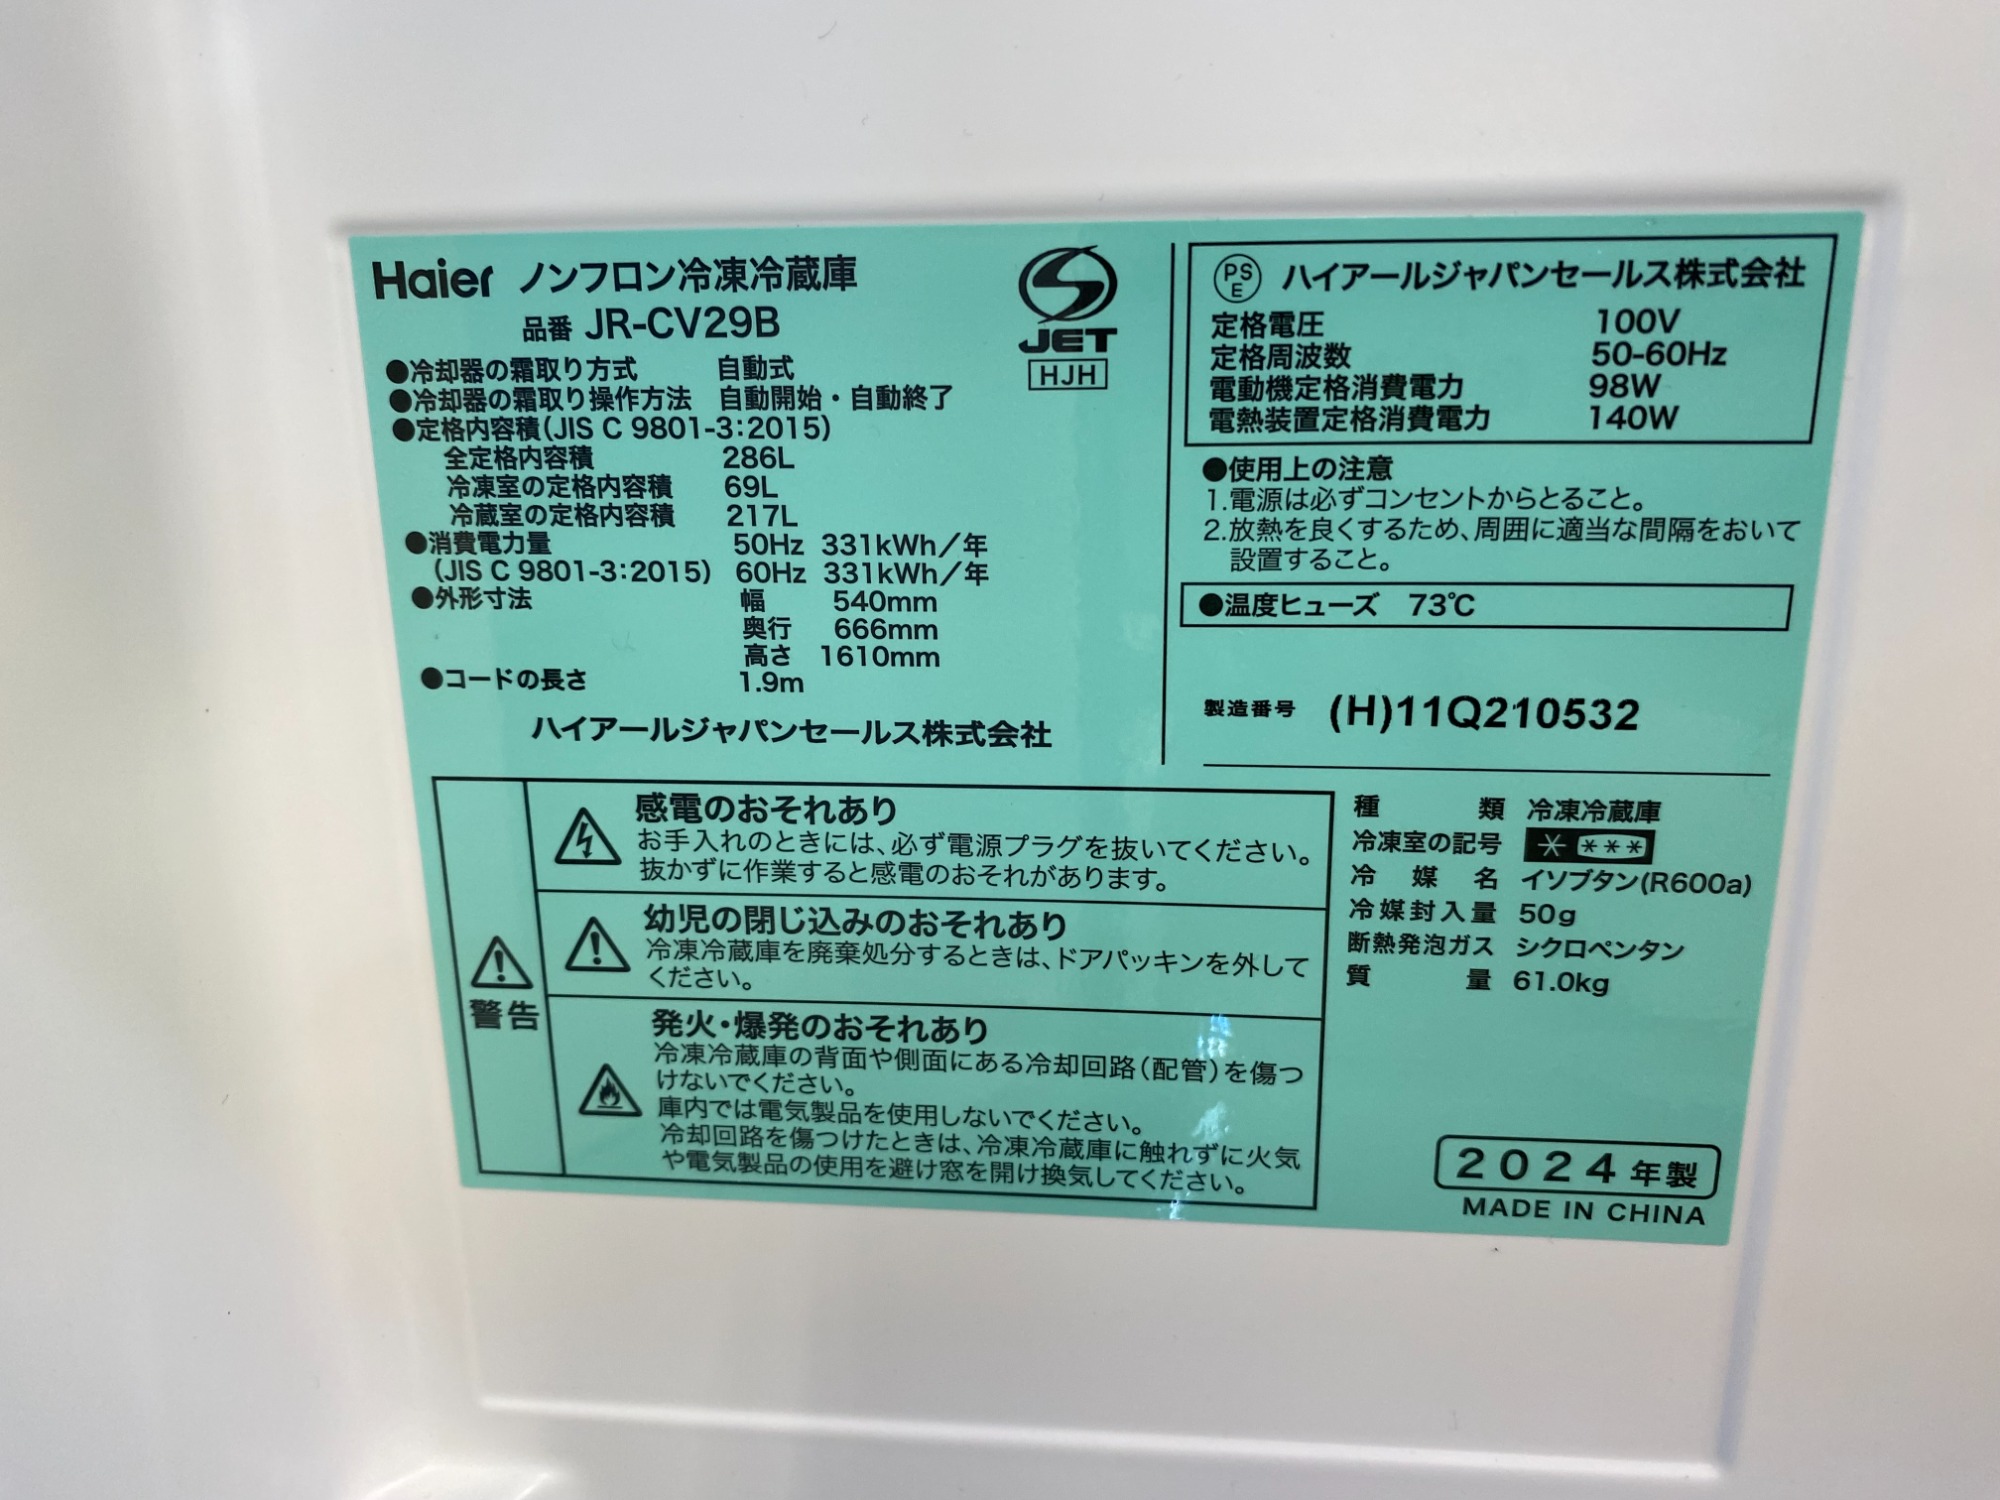 Haier ノンフロン冷凍冷蔵庫
品番 JR-CV29B
●冷却器の霜取り方式 自動式
●冷却器の霜取り操作方法 自動開始・自動終了
●定格内容積(JIS C 9801-3:2015)
全定格内容積 286L
冷凍室の定格内容積 69L
冷蔵室の定格内容積 217L
●消費電力量 50Hz 331kWh/年
(JIS C 9801-3:2015) 60Hz 331kWh/年
●外形寸法 幅 540mm
奥行 666mm
高さ 1610mm
●コードの長さ 1.9m
ハイアールジャパンセールス株式会社
JET
HJH
PS
E
ハイアールジャパンセールス株式会社
定格電圧 100V
定格周波数 50-60Hz
電動機定格消費電力 98W
電熱装置定格消費電力 140W
●使用上の注意
1.電源は必ずコンセントからとること。
2.放熱を良くするため、周囲に適当な間隔をおいて
設置すること。
●温度ヒューズ 73℃
製造番号 (H)11Q210532
警告
感電のおそれあり
お手入れのときには、必ず電源プラグを抜いてください。
抜かずに作業すると感電のおそれがあります。
幼児の閉じ込みのおそれあり
冷凍冷蔵庫を廃棄処分するときは、ドアパッキンを外して
ください。
発火・爆発のおそれあり
冷凍冷蔵庫の背面や側面にある冷却回路(配管)を傷つ
けないでください。
庫内では電気製品を使用しないでください。
冷却回路を傷つけたときは、冷凍冷蔵庫に触れずに火気
や電気製品の使用を避け窓を開け換気してください。
種類 冷凍冷蔵庫
冷凍室の記号 * ***
冷媒名 イソブタン(R600a)
冷媒封入量 50g
断熱発泡ガス シクロペンタン
質量 61.0kg
2024年製
MADE IN CHINA